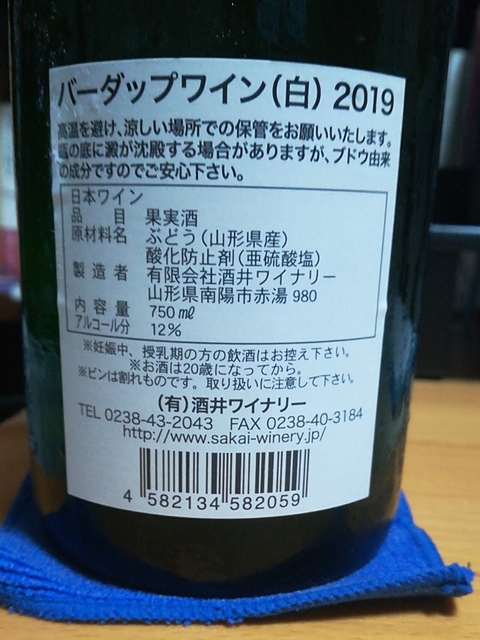 バーダップワイン(白) 2019
高温を避け、涼しい場所での保管をお願いいたします。
瓶の底に澱が沈殿する場合がありますが、ブドウ由来
の成分ですのでご安心下さい。
日本ワイン
品目 果実酒
原材料名 ぶどう(山形県産)
酸化防止剤(亜硫酸塩)
製造者 有限会社酒井ワイナリー
山形県南陽市赤湯980
内容量 750㎖
アルコール分 12%
※妊娠中、授乳期の方の飲酒はお控え下さい。
※お酒は20歳になってから。
※ビンは割れものです。取り扱いに注意して下さい。
(有)酒井ワイナリー
TEL 0238-43-2043 FAX 0238-40-3184
http://www.sakai-winery.jp/
4 582134 582059